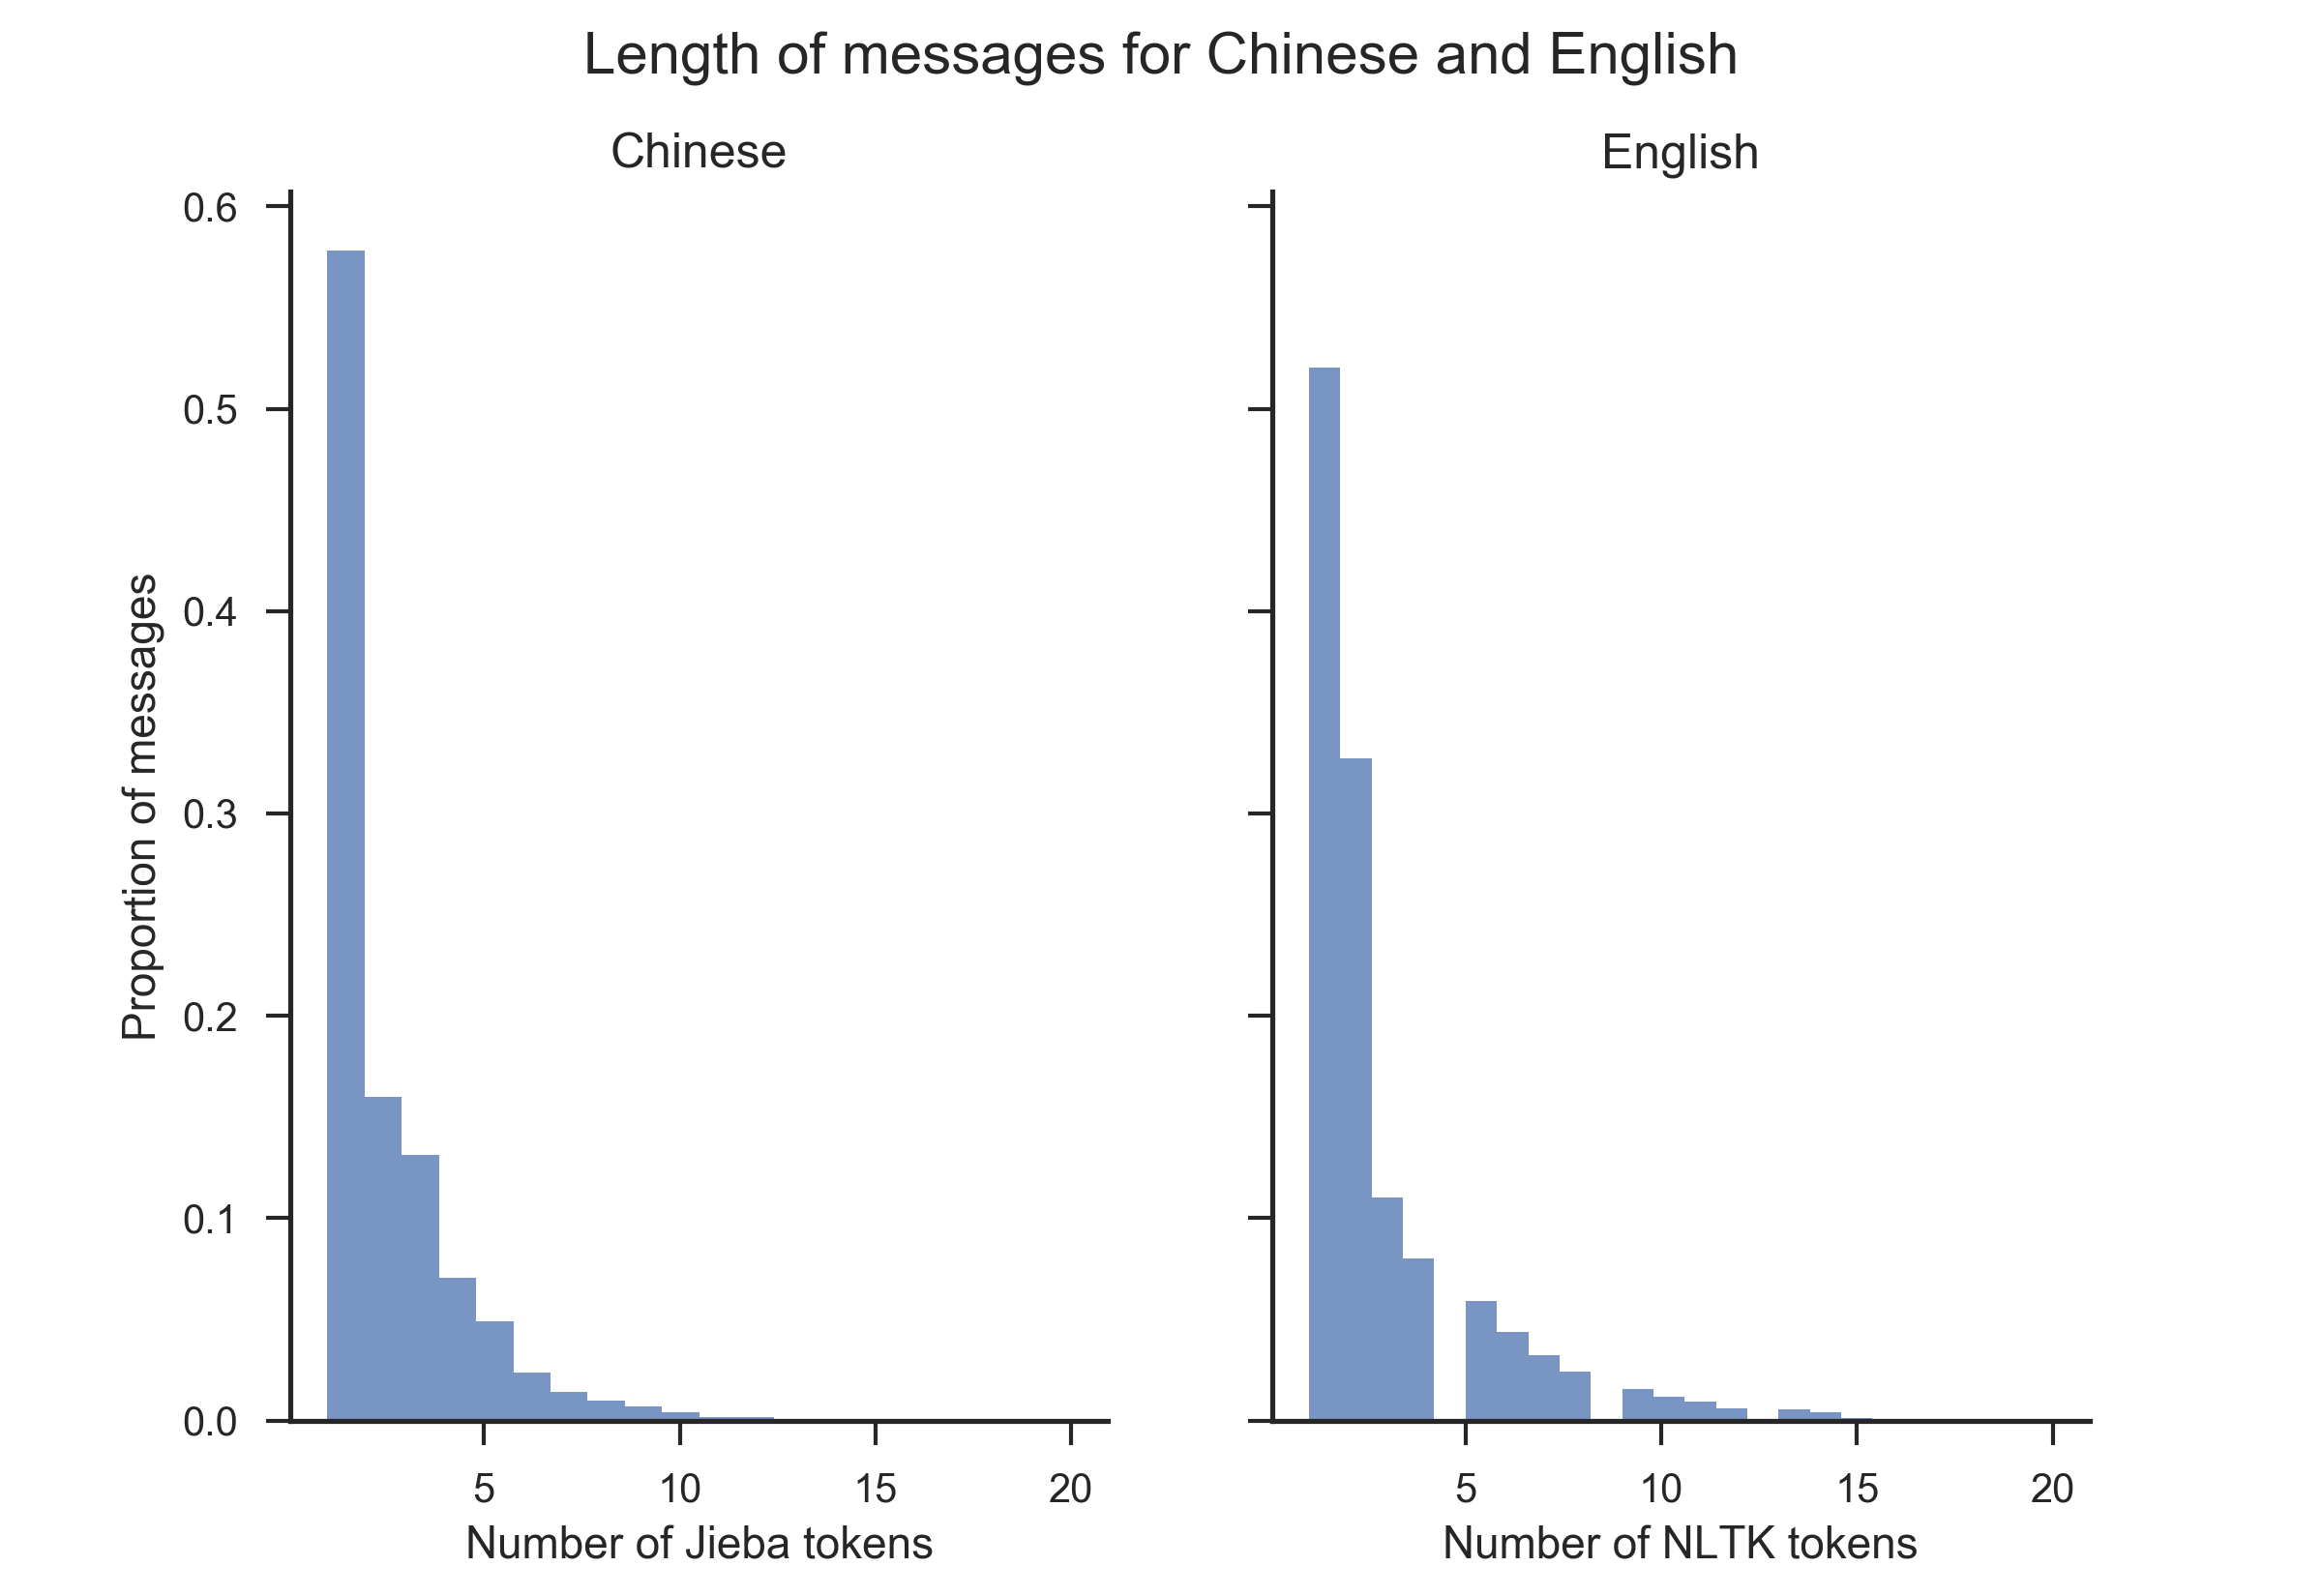 Length of messages for Chinese and English
Chinese
English
0.6
0.5
0.4
0.3
0.2
0.1
0.0
Proportion of messages
5 10 15 20
5 10 15 20
Number of Jieba tokens
Number of NLTK tokens